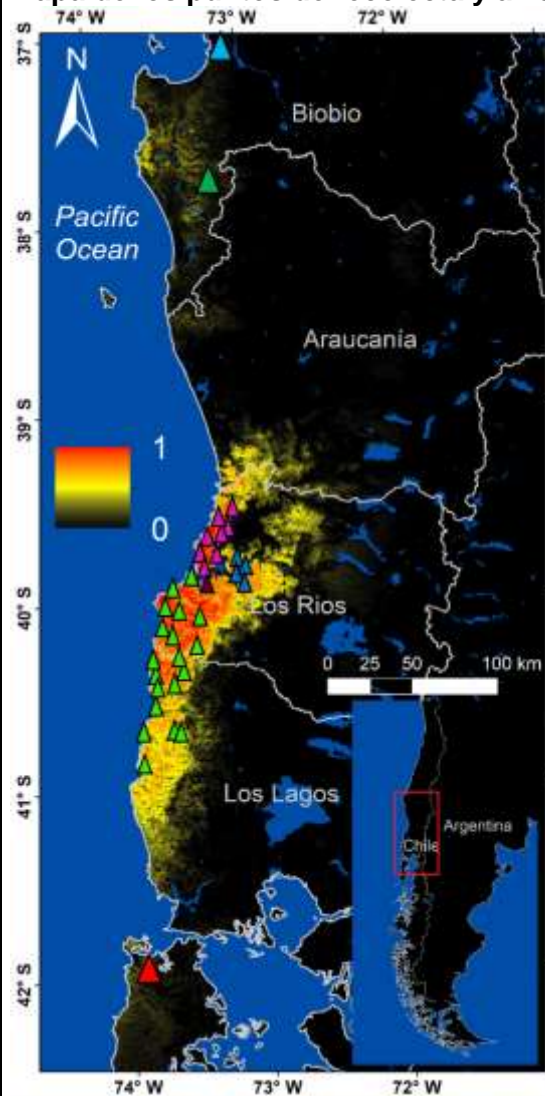 74° W 73° W 72° W
37° S
N
Biobio
Pacific
Ocean
38° S
Araucania
39° S
1
0
40° S
Los Rios
0 25 50 100 km
41° S
Los Lagos
Argentina
Chile
42° S
74° W 73° W 72° W